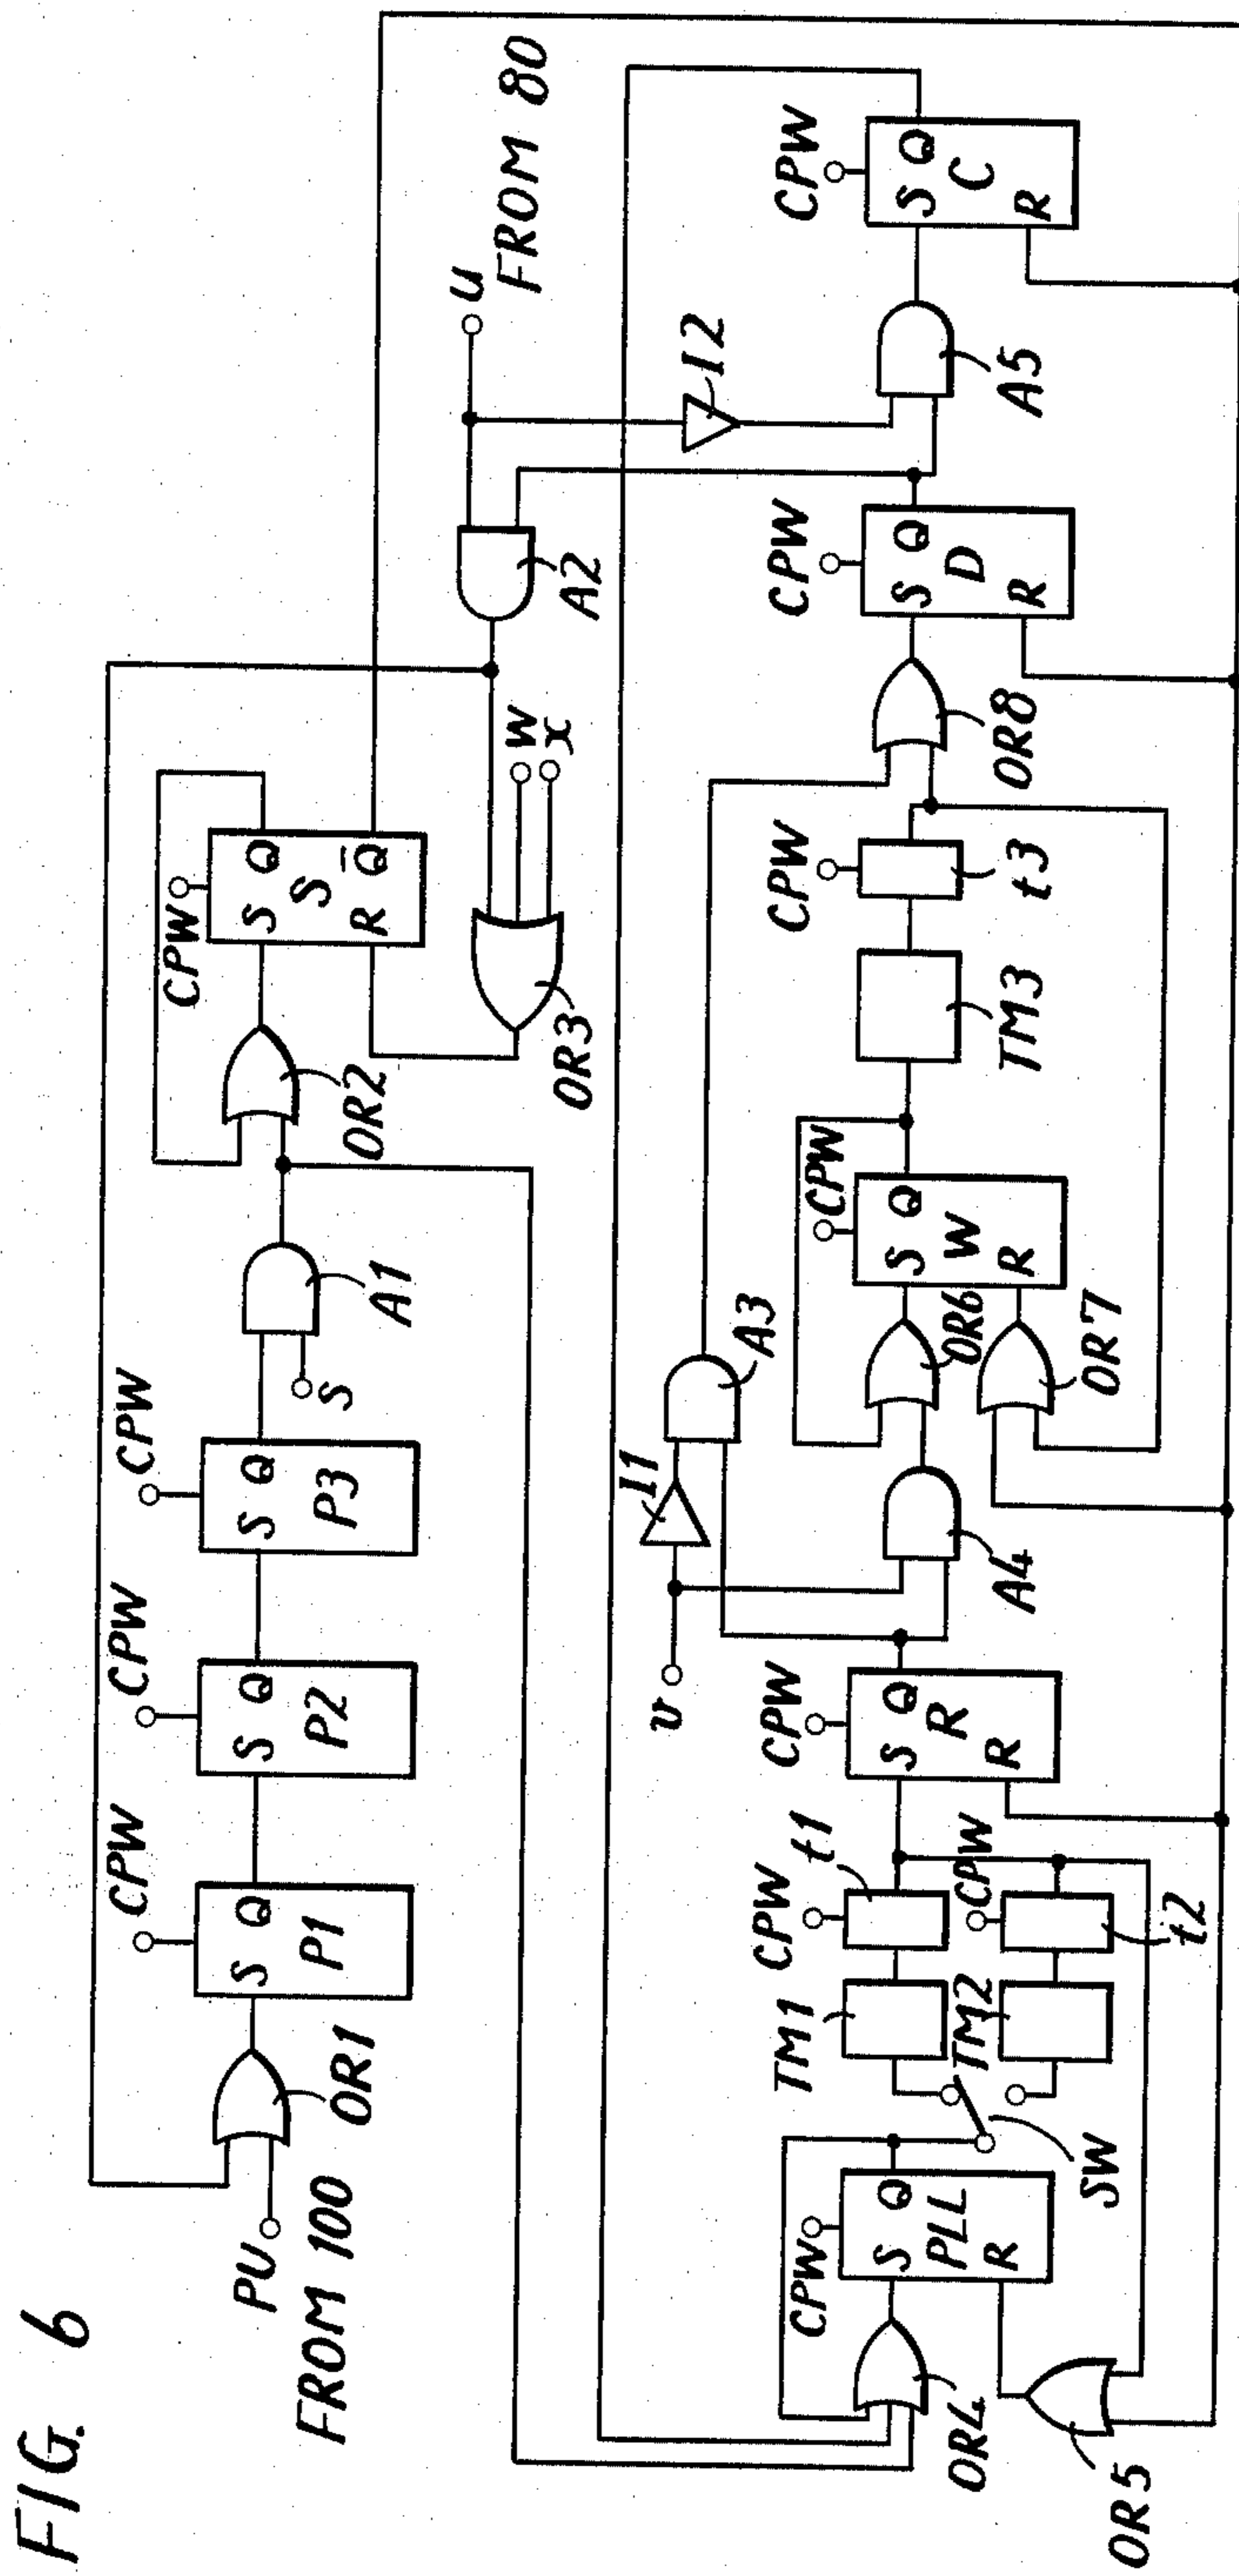 FIG. 6
PU
FROM 100
OR1
CPW
S Q
P1
CPW
S Q
P2
CPW
S Q
P3
S
A1
OR2
CPW
S Q
S
R Q̄
OR3
w
x
A2
u
FROM 80
I2
OR4
OR5
CPW
S Q
PLL
R
SW
TM1
TM2
CPW
t1
CPW
t2
CPW
S Q
R
R
v
I1
A3
A4
OR6
OR7
CPW
S Q
W
R
TM3
CPW
t3
OR8
CPW
S Q
D
R
A5
CPW
S Q
C
R